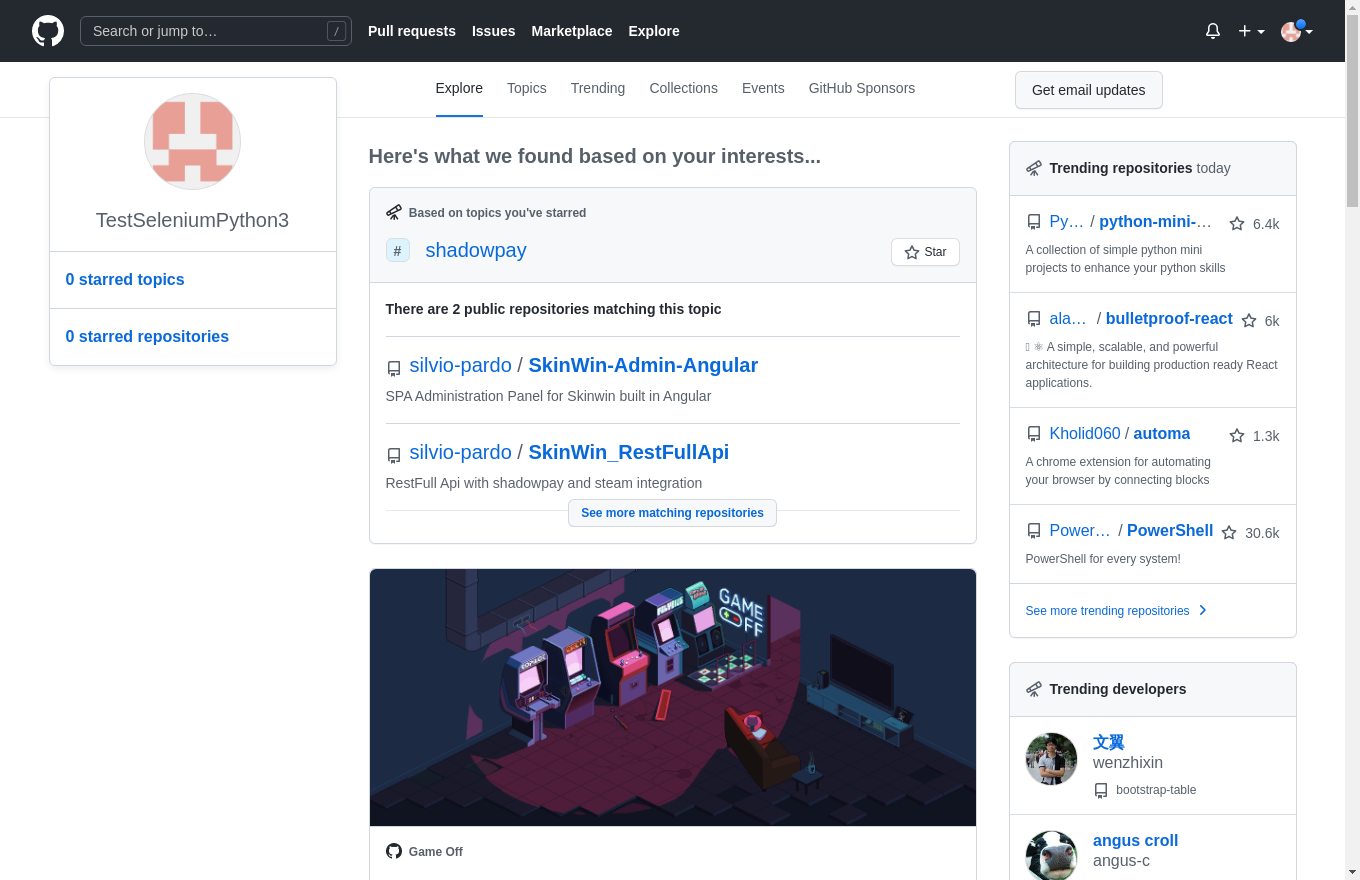 Search or jump to…
/
Pull requests
Issues
Marketplace
Explore
Explore
Topics
Trending
Collections
Events
GitHub Sponsors
Get email updates
TestSeleniumPython3
0 starred topics
0 starred repositories
Here's what we found based on your interests...
Based on topics you've starred
# shadowpay
Star
There are 2 public repositories matching this topic
silvio-pardo / SkinWin-Admin-Angular
SPA Administration Panel for Skinwin built in Angular
silvio-pardo / SkinWin_RestFullApi
RestFull Api with shadowpay and steam integration
See more matching repositories
GAME
OFF
Game Off
Trending repositories today
Py… / python-mini-… 6.4k
A collection of simple python mini
projects to enhance your python skills
ala… / bulletproof-react 6k
⚛️ A simple, scalable, and powerful
architecture for building production ready React
applications.
Kholid060 / automa 1.3k
A chrome extension for automating
your browser by connecting blocks
Power… / PowerShell 30.6k
PowerShell for every system!
See more trending repositories
Trending developers
文翼
wenzhixin
bootstrap-table
angus croll
angus-c